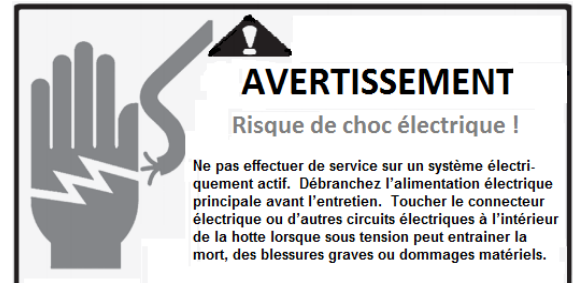 AVERTISSEMENT
Risque de choc électrique !
Ne pas effectuer de service sur un système électri-
quement actif. Débranchez l'alimentation électrique
principale avant l'entretien. Toucher le connecteur
électrique ou d'autres circuits électriques à l'intérieur
de la hotte lorsque sous tension peut entrainer la
mort, des blessures graves ou dommages matériels.